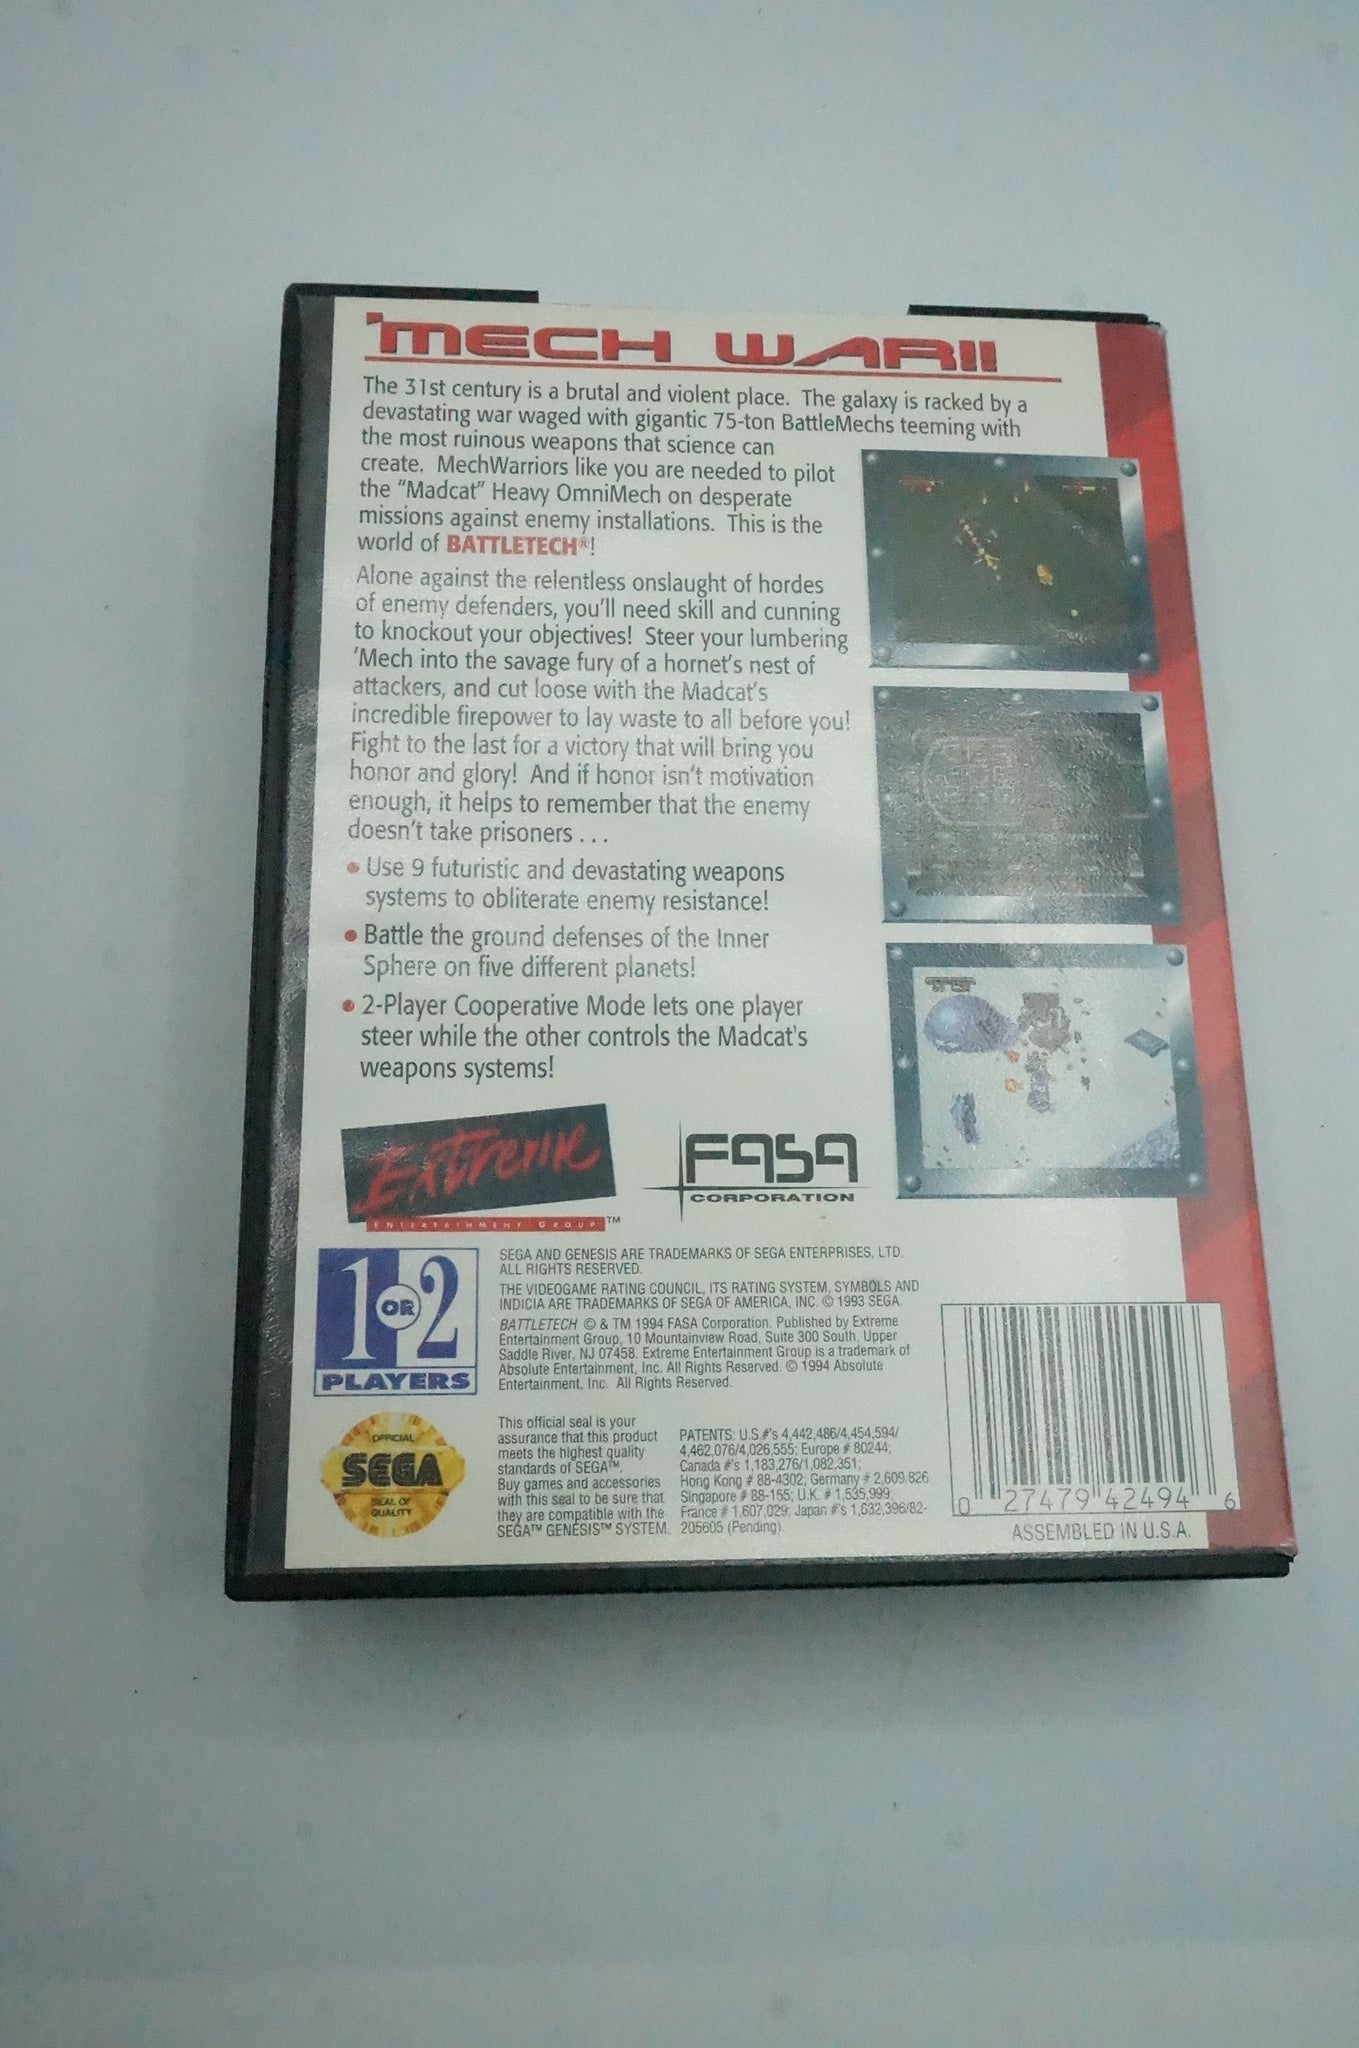 'MECH WAR!!
The 31st century is a brutal and violent place. The galaxy is racked by a
devastating war waged with gigantic 75-ton BattleMechs teeming with
the most ruinous weapons that science can
create. MechWarriors like you are needed to pilot
the "Madcat" Heavy OmniMech on desperate
missions against enemy installations. This is the
world of BATTLETECH®!
Alone against the relentless onslaught of hordes
of enemy defenders, you'll need skill and cunning
to knockout your objectives! Steer your lumbering
'Mech into the savage fury of a hornet's nest of
attackers, and cut loose with the Madcat's
incredible firepower to lay waste to all before you!
Fight to the last for a victory that will bring you
honor and glory! And if honor isn't motivation
enough, it helps to remember that the enemy
doesn't take prisoners . . .
• Use 9 futuristic and devastating weapons
systems to obliterate enemy resistance!
• Battle the ground defenses of the Inner
Sphere on five different planets!
• 2-Player Cooperative Mode lets one player
steer while the other controls the Madcat's
weapons systems!
Extreme
ENTERTAINMENT GROUP™
FASA
CORPORATION
1 OR 2
PLAYERS
SEGA AND GENESIS ARE TRADEMARKS OF SEGA ENTERPRISES, LTD.
ALL RIGHTS RESERVED.
THE VIDEOGAME RATING COUNCIL, ITS RATING SYSTEM, SYMBOLS AND
INDICIA ARE TRADEMARKS OF SEGA OF AMERICA, INC. © 1993 SEGA.
BATTLETECH © & TM 1994 FASA Corporation. Published by Extreme
Entertainment Group, 10 Mountainview Road, Suite 300 South, Upper
Saddle River, NJ 07458. Extreme Entertainment Group is a trademark of
Absolute Entertainment, Inc. All Rights Reserved. © 1994 Absolute
Entertainment, Inc. All Rights Reserved.
OFFICIAL
SEGA
SEAL OF
QUALITY
This official seal is your
assurance that this product
meets the highest quality
standards of SEGA™.
Buy games and accessories
with this seal to be sure that
they are compatible with the
SEGA™ GENESIS™ SYSTEM.
PATENTS: U.S.#'s 4,442,486/4,454,594/
4,462,076/4,026,555; Europe # 80244;
Canada #'s 1,183,276/1,082,351;
Hong Kong # 88-4302; Germany # 2,609,826
Singapore # 88-155; U.K. # 1,535,999;
France # 1,607,029; Japan #'s 1,632,396/82-
205605 (Pending).
0 27479 42494 6
ASSEMBLED IN U.S.A.